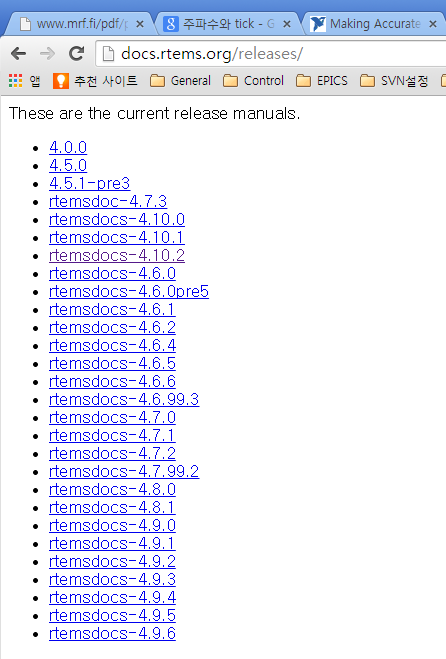 www.mrf.fi/pdf/p
주파수와 tick - G
Making Accurate
docs.rtems.org/releases/
앱
추천 사이트
General
Control
EPICS
SVN설정
These are the current release manuals.
4.0.0
4.5.0
4.5.1-pre3
rtemsdoc-4.7.3
rtemsdocs-4.10.0
rtemsdocs-4.10.1
rtemsdocs-4.10.2
rtemsdocs-4.6.0
rtemsdocs-4.6.0pre5
rtemsdocs-4.6.1
rtemsdocs-4.6.2
rtemsdocs-4.6.4
rtemsdocs-4.6.5
rtemsdocs-4.6.6
rtemsdocs-4.6.99.3
rtemsdocs-4.7.0
rtemsdocs-4.7.1
rtemsdocs-4.7.2
rtemsdocs-4.7.99.2
rtemsdocs-4.8.0
rtemsdocs-4.8.1
rtemsdocs-4.9.0
rtemsdocs-4.9.1
rtemsdocs-4.9.2
rtemsdocs-4.9.3
rtemsdocs-4.9.4
rtemsdocs-4.9.5
rtemsdocs-4.9.6